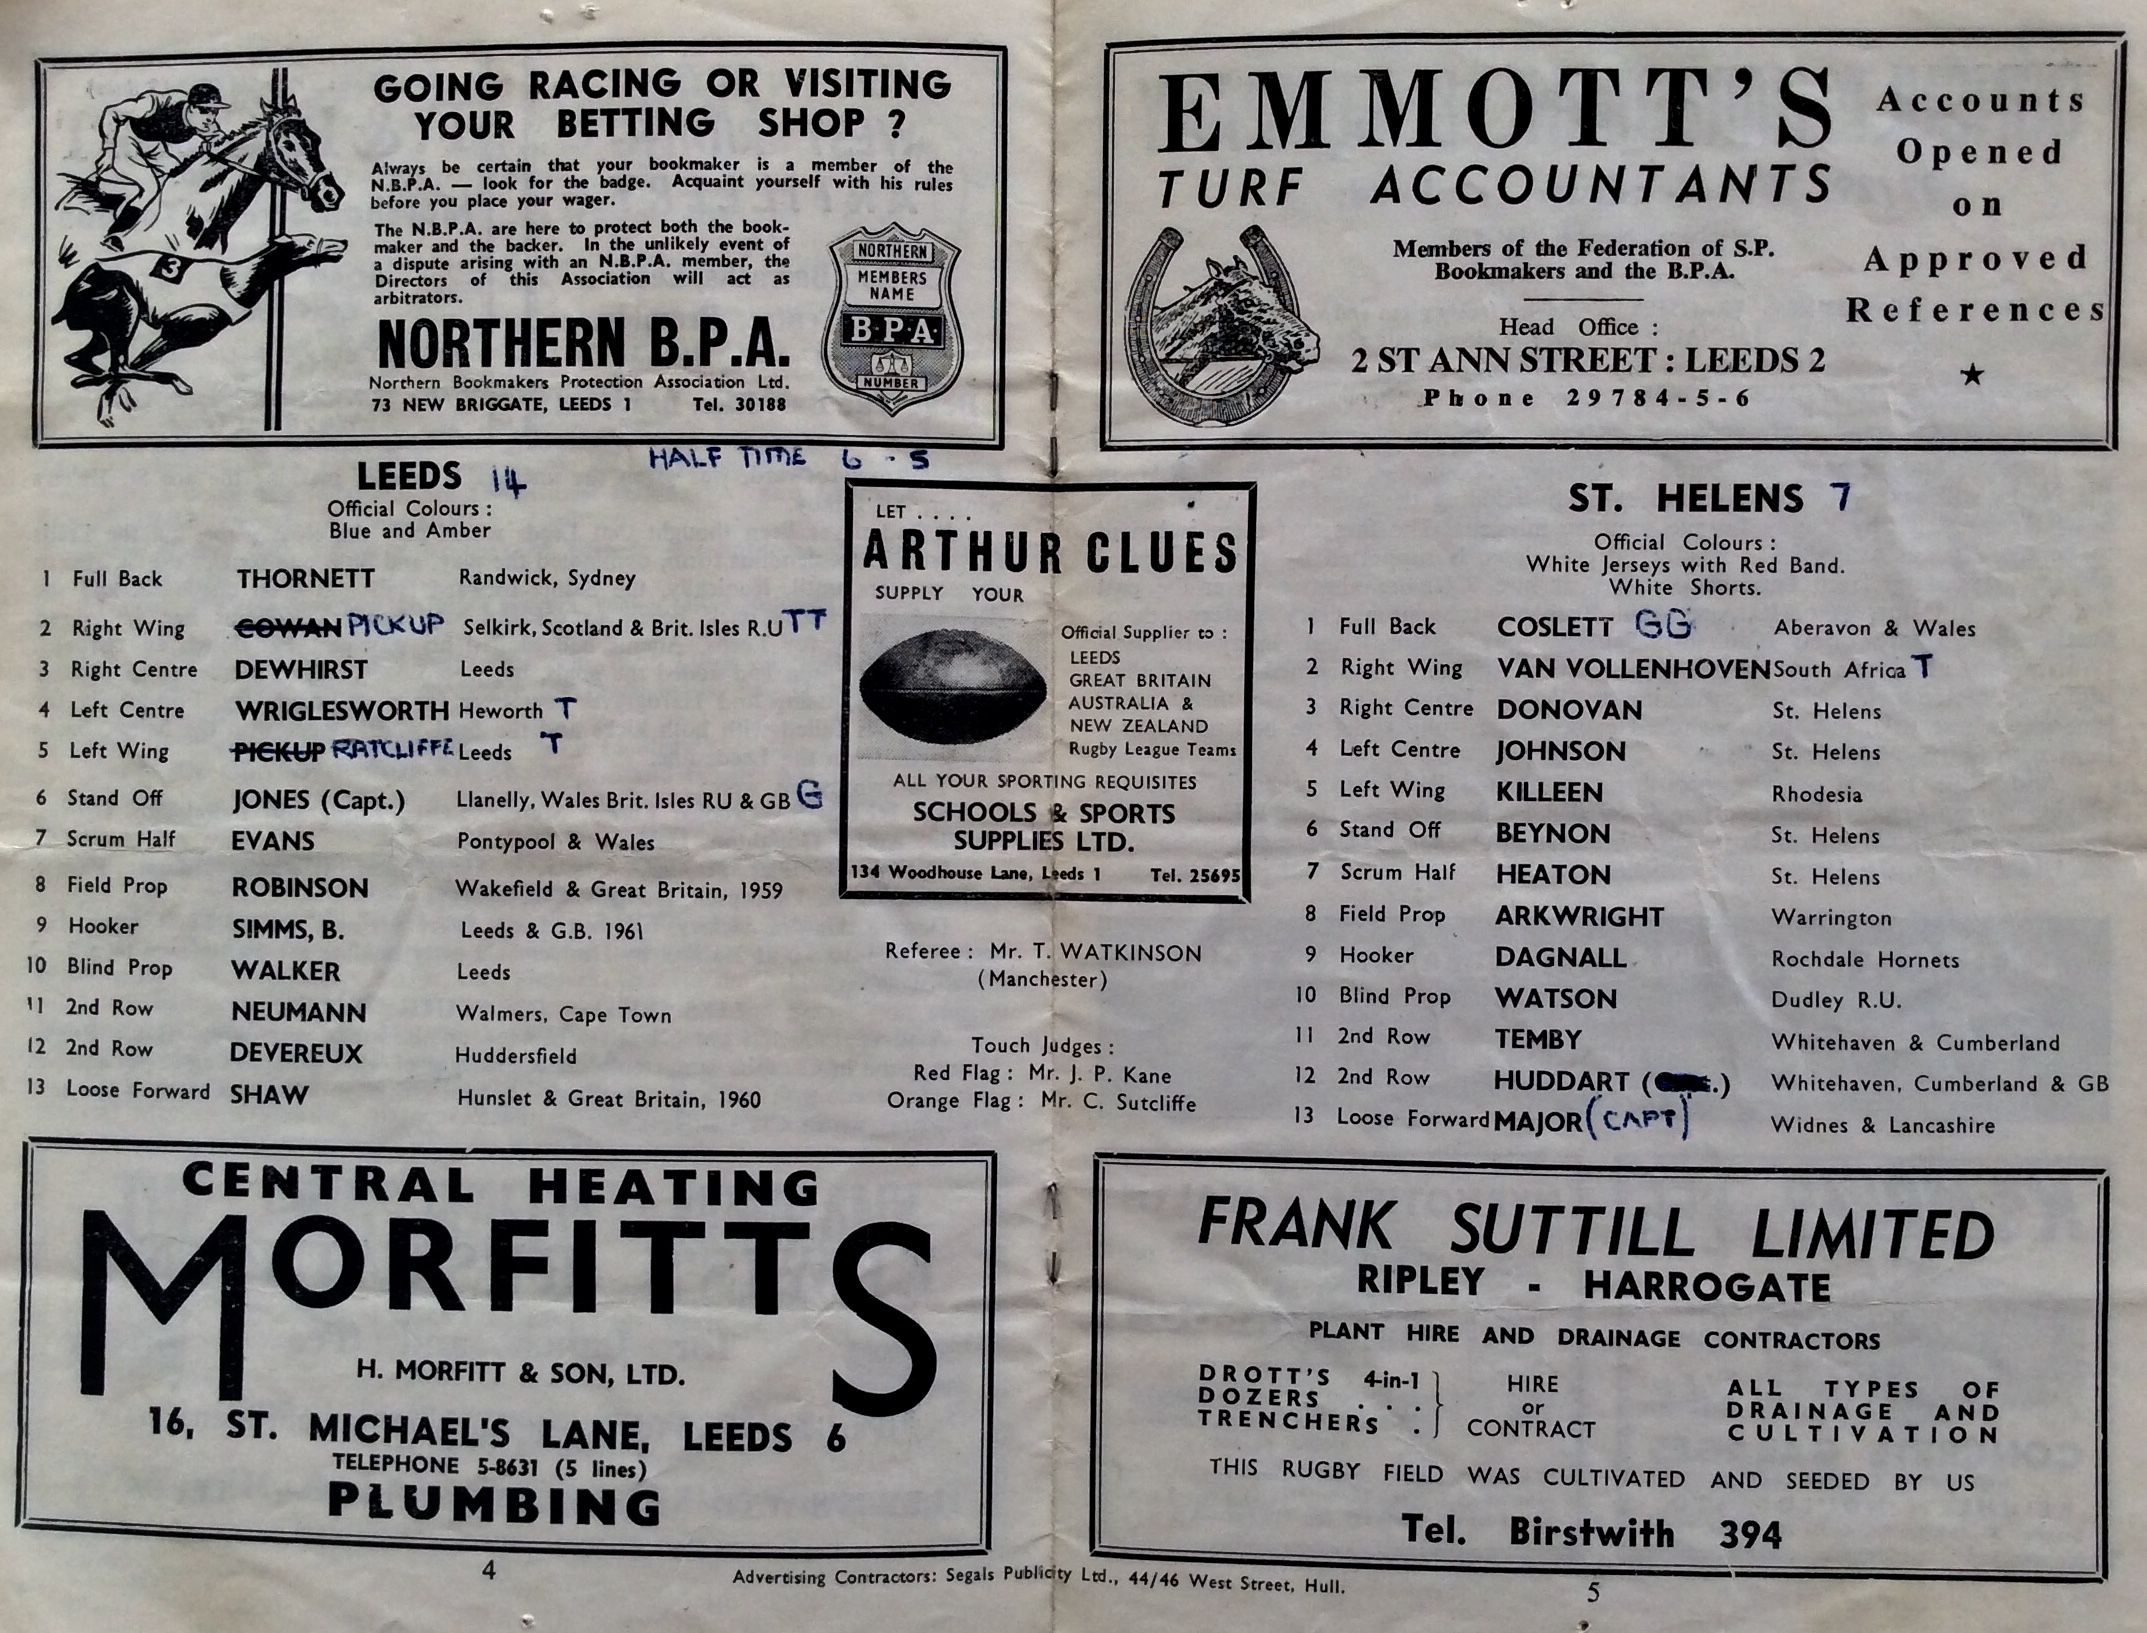 GOING RACING OR VISITING
YOUR BETTING SHOP ?
Always be certain that your bookmaker is a member of the
N.B.P.A. — look for the badge. Acquaint yourself with his rules
before you place your wager.
The N.B.P.A. are here to protect both the book-
maker and the backer. In the unlikely event of
a dispute arising with an N.B.P.A. member, the
Directors of this Association will act as
arbitrators.
NORTHERN B.P.A.
Northern Bookmakers Protection Association Ltd.
73 NEW BRIGGATE, LEEDS 1 Tel. 30188
3
NORTHERN
MEMBERS
NAME
B·P·A·
NUMBER
EMMOTT'S
TURF ACCOUNTANTS
Members of the Federation of S.P.
Bookmakers and the B.P.A.
Head Office :
2 ST ANN STREET : LEEDS 2
Phone 29784-5-6
Accounts
Opened
on
Approved
References
★
HALF TIME 6 - 5
LEEDS 14
Official Colours :
Blue and Amber
1 Full Back THORNETT Randwick, Sydney
2 Right Wing COWAN PICKUP Selkirk, Scotland & Brit. Isles R.U TT
3 Right Centre DEWHIRST Leeds
4 Left Centre WRIGLESWORTH Heworth T
5 Left Wing PICKUP RATCLIFFE Leeds T
6 Stand Off JONES (Capt.) Llanelly, Wales Brit. Isles RU & GB G
7 Scrum Half EVANS Pontypool & Wales
8 Field Prop ROBINSON Wakefield & Great Britain, 1959
9 Hooker SIMMS, B. Leeds & G.B. 1961
10 Blind Prop WALKER Leeds
11 2nd Row NEUMANN Walmers, Cape Town
12 2nd Row DEVEREUX Huddersfield
13 Loose Forward SHAW Hunslet & Great Britain, 1960
LET . . . .
ARTHUR CLUES
SUPPLY YOUR
Official Supplier to :
LEEDS
GREAT BRITAIN
AUSTRALIA &
NEW ZEALAND
Rugby League Teams
ALL YOUR SPORTING REQUISITES
SCHOOLS & SPORTS
SUPPLIES LTD.
134 Woodhouse Lane, Leeds 1 Tel. 25695
Referee : Mr. T. WATKINSON
(Manchester)
Touch Judges :
Red Flag : Mr. J. P. Kane
Orange Flag : Mr. C. Sutcliffe
ST. HELENS 7
Official Colours :
White Jerseys with Red Band.
White Shorts.
1 Full Back COSLETT GG Aberavon & Wales
2 Right Wing VAN VOLLENHOVEN South Africa T
3 Right Centre DONOVAN St. Helens
4 Left Centre JOHNSON St. Helens
5 Left Wing KILLEEN Rhodesia
6 Stand Off BEYNON St. Helens
7 Scrum Half HEATON St. Helens
8 Field Prop ARKWRIGHT Warrington
9 Hooker DAGNALL Rochdale Hornets
10 Blind Prop WATSON Dudley R.U.
11 2nd Row TEMBY Whitehaven & Cumberland
12 2nd Row HUDDART ( .) Whitehaven, Cumberland & GB
13 Loose Forward MAJOR (CAPT) Widnes & Lancashire
CENTRAL HEATING
MORFITTS
H. MORFITT & SON, LTD.
16, ST. MICHAEL'S LANE, LEEDS 6
TELEPHONE 5-8631 (5 lines)
PLUMBING
FRANK SUTTILL LIMITED
RIPLEY - HARROGATE
PLANT HIRE AND DRAINAGE CONTRACTORS
DROTT'S 4-in-1
DOZERS . . .
TRENCHERS .
HIRE
or
CONTRACT
ALL TYPES OF
DRAINAGE AND
CULTIVATION
THIS RUGBY FIELD WAS CULTIVATED AND SEEDED BY US
Tel. Birstwith 394
4
Advertising Contractors: Segals Publicity Ltd., 44/46 West Street, Hull.
5